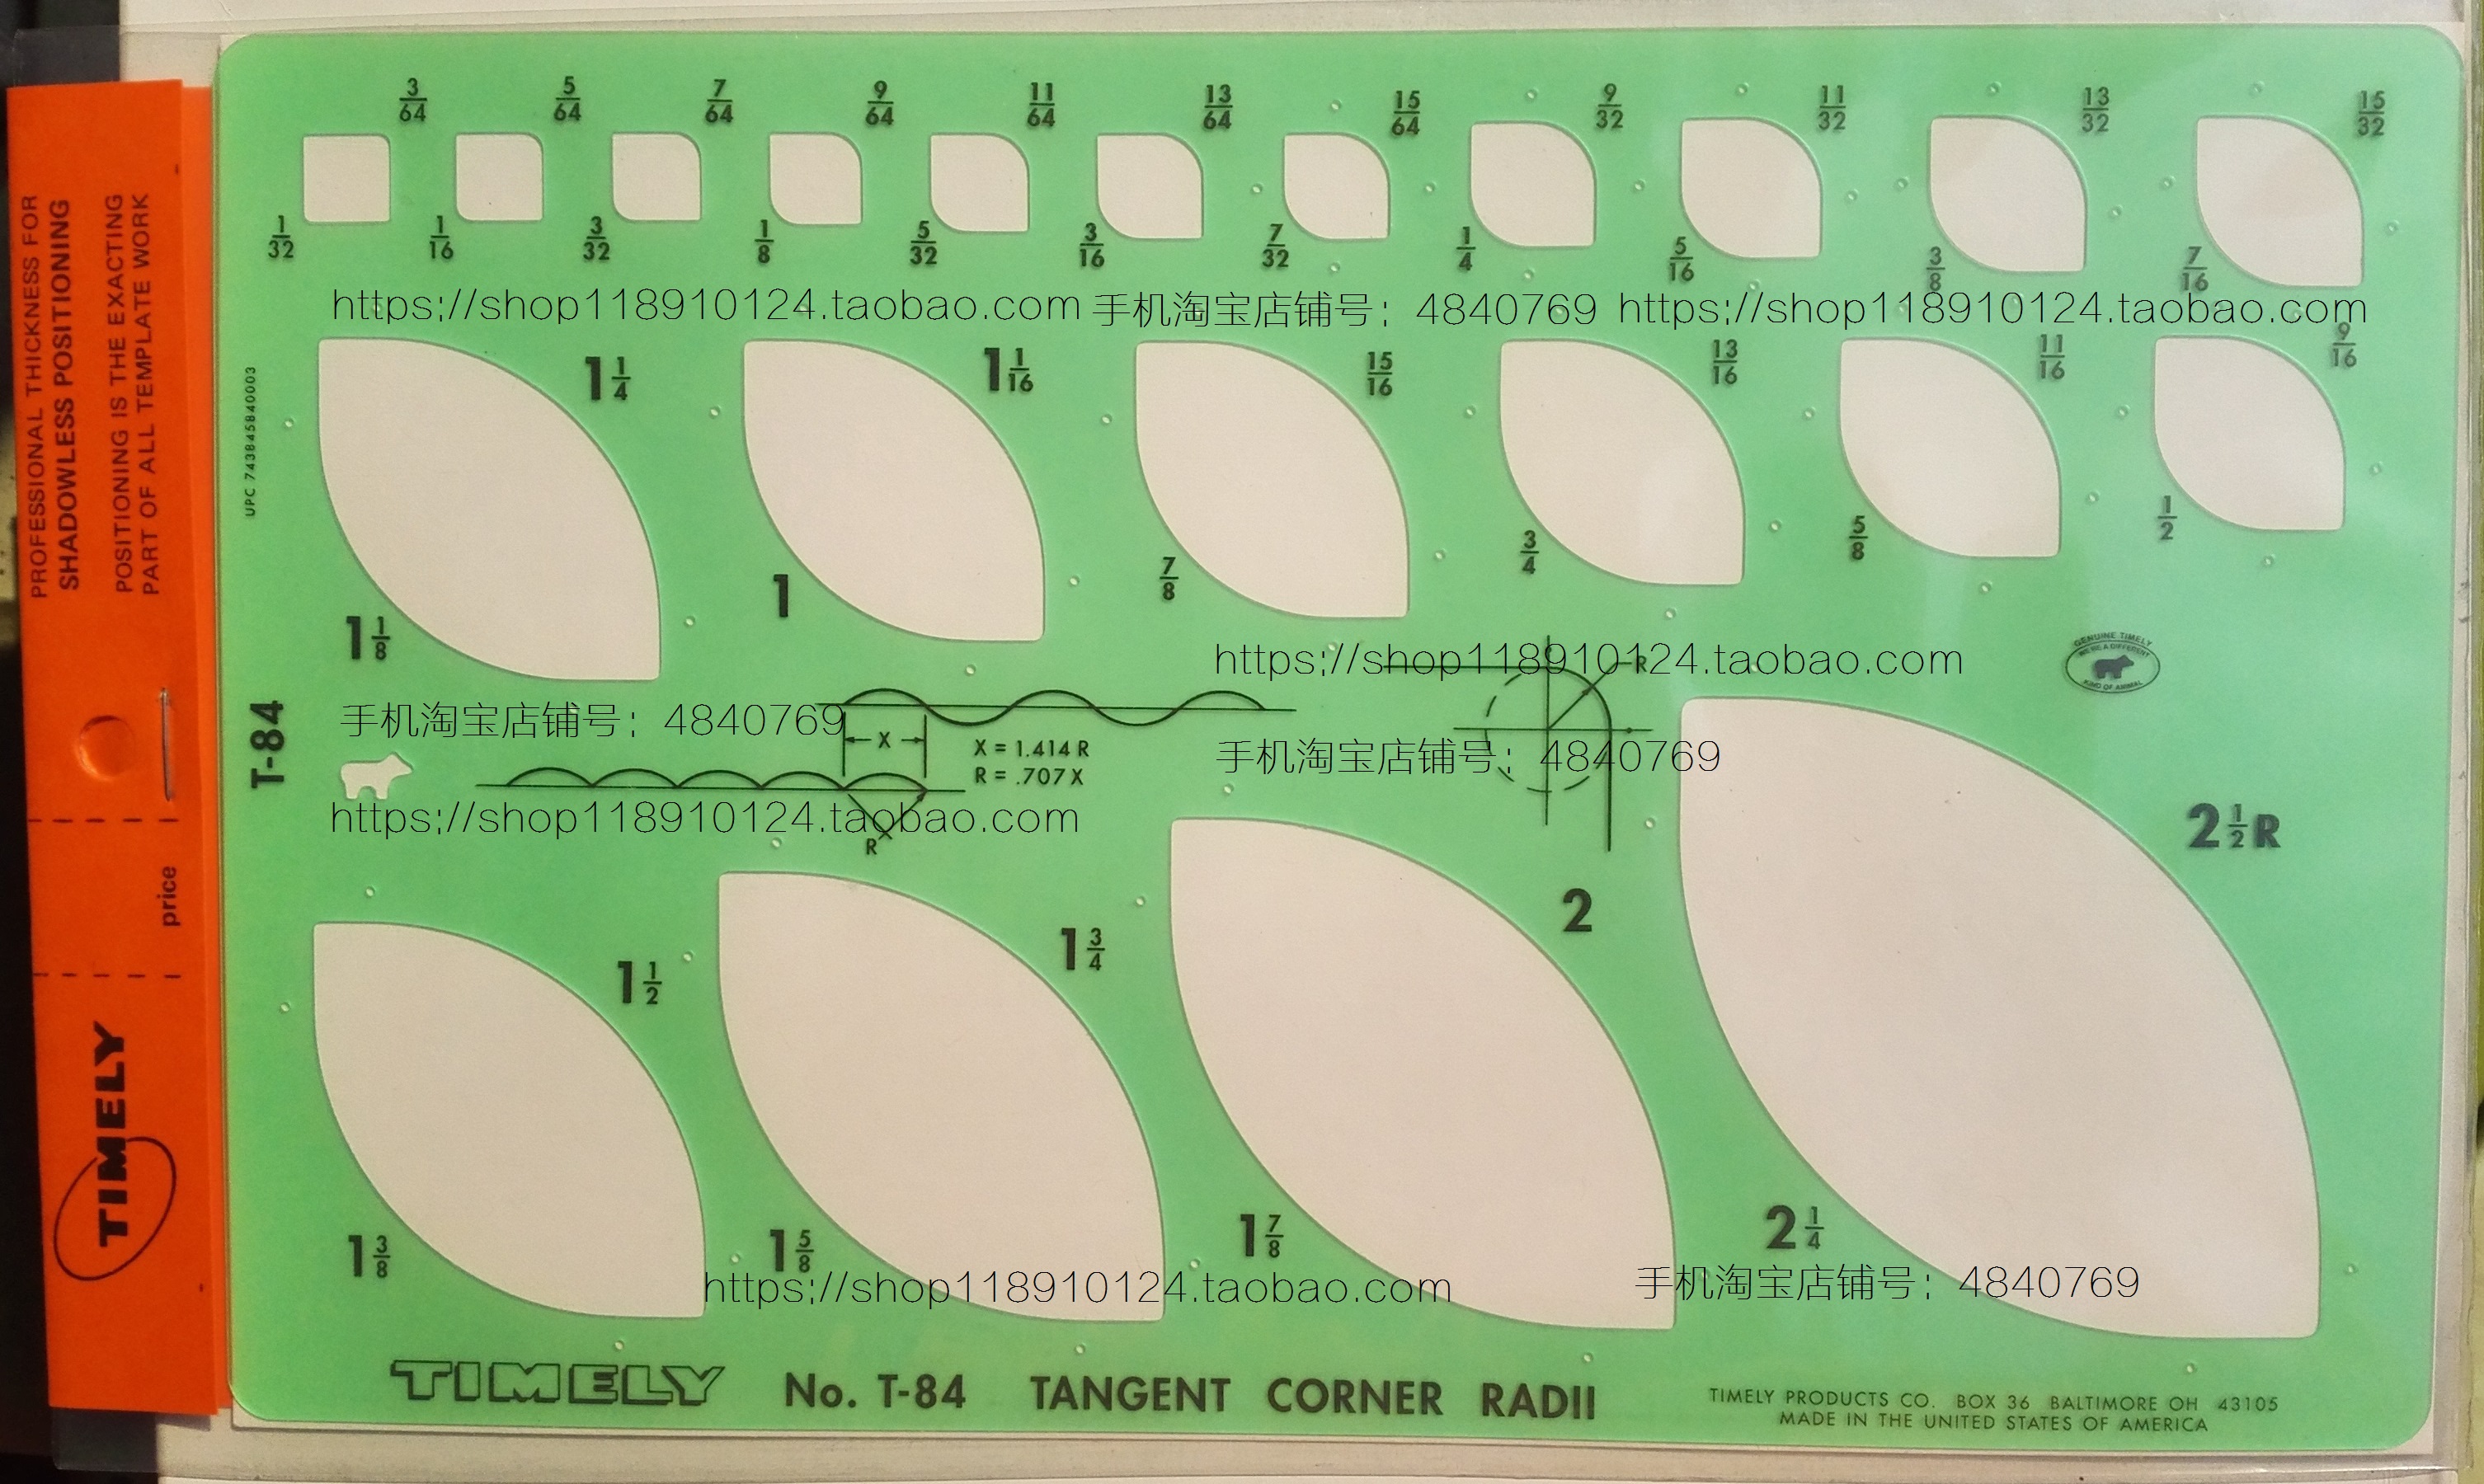 PROFESSIONAL THICKNESS FOR
SHADOWLESS POSITIONING
POSITIONING IS THE EXACTING
PART OF ALL TEMPLATE WORK
price
TIMELY
UPC 743845840003
T-84
3/64 5/64 7/64 9/64 11/64 13/64 15/64 9/32 11/32 13/32 15/32
1/32 1/16 3/32 1/8 5/32 3/16 7/32 1/4 5/16 3/8 7/16
https://shop118910124.taobao.com 手机淘宝店铺号：4840769 https://shop118910124.taobao.com
1 1/4 1 1/16 15/16 13/16 11/16 9/16
1 1/8 1 7/8 3/4 5/8 1/2
https://shop118910124.taobao.com
R
GENUINE TIMELY
WE'RE A DIFFERENT
KIND OF ANIMAL
手机淘宝店铺号：4840769
X
X = 1.414 R
R = .707 X
手机淘宝店铺号：4840769
https://shop118910124.taobao.com
R
1 1/2 1 3/4 2 2 1/2 R
1 3/8 1 5/8 1 7/8 2 1/4
https://shop118910124.taobao.com
手机淘宝店铺号：4840769
TIMELY No. T-84 TANGENT CORNER RADII
TIMELY PRODUCTS CO. BOX 36 BALTIMORE OH 43105
MADE IN THE UNITED STATES OF AMERICA